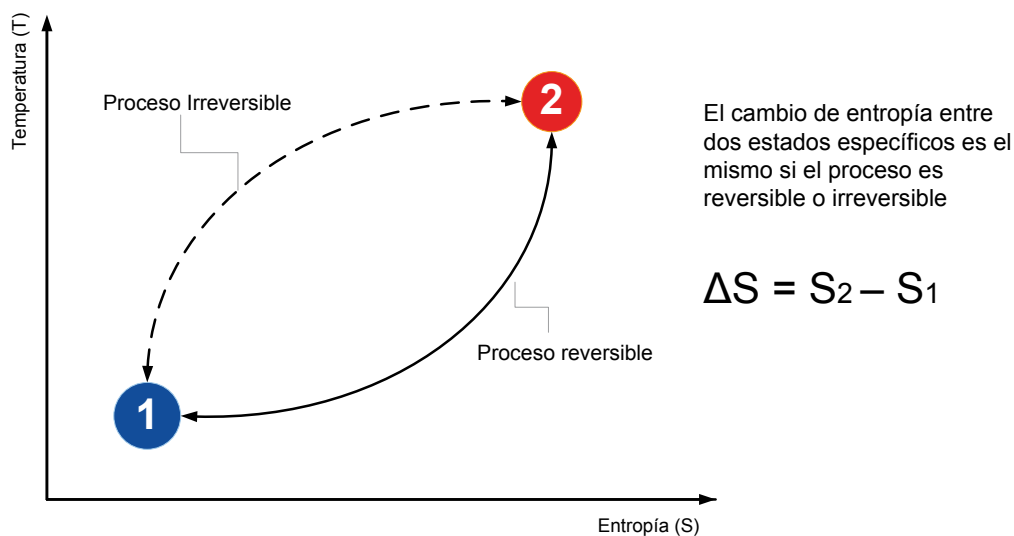 Temperatura (T)
Proceso Irreversible
2
El cambio de entropía entre
dos estados específicos es el
mismo si el proceso es
reversible o irreversible
ΔS = S2 – S1
Proceso reversible
1
Entropía (S)